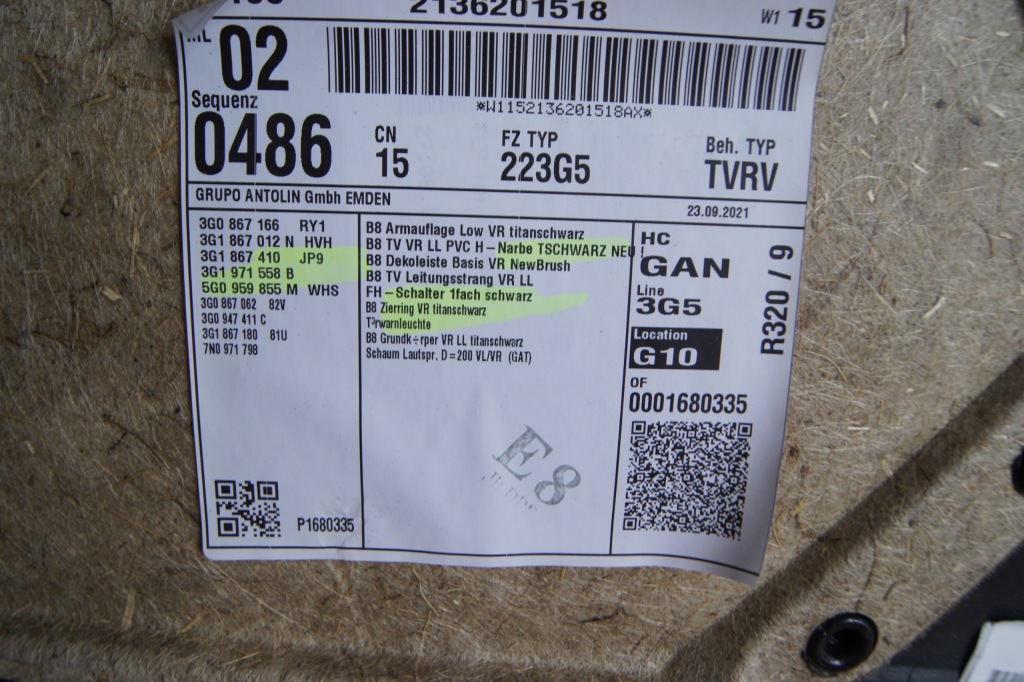 2136201518
W1 15
02
*W1152136201518AX*
Sequenz
0486
CN
15
FZ TYP
223G5
Beh. TYP
TVRV
GRUPO ANTOLIN Gmbh EMDEN
23.09.2021
3G0 867 166 RY1
3G1 867 012 N HVH
3G1 867 410 JP9
3G1 971 558 B
5G0 959 855 M WHS
3G0 867 062 82V
3G0 947 411 C
3G1 867 180 81U
7N0 971 798
P1680335
B8 Armauflage Low VR titanschwarz
B8 TV VR LL PVC H-Narbe TSCHWARZ NEU !
B8 Dekoleiste Basis VR NewBrush
B8 TV Leitungsstrang VR LL
FH-Schalter 1fach schwarz
B8 Zierring VR titanschwarz
T³rwarnleuchte
B8 Grundk÷rper VR LL titanschwarz
Schaum Lautspr. D=200 VL/VR (GAT)
E8
HC
GAN
Line
3G5
Location
G10
R320 / 9
OF
0001680335